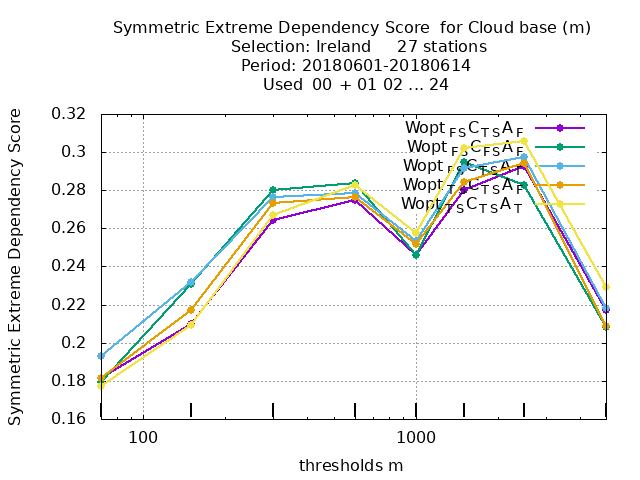 Symmetric Extreme Dependency Score for Cloud base (m)
Selection: Ireland 27 stations
Period: 20180601-20180614
Used 00 + 01 02 ... 24
Symmetric Extreme Dependency Score
0.32
0.3
0.28
0.26
0.24
0.22
0.2
0.18
0.16
Wopt FS C TS A F
Wopt FS C FS A F
Wopt FS C TS A
Wopt TS C A F
Wopt TS C TS A T
100
1000
thresholds m